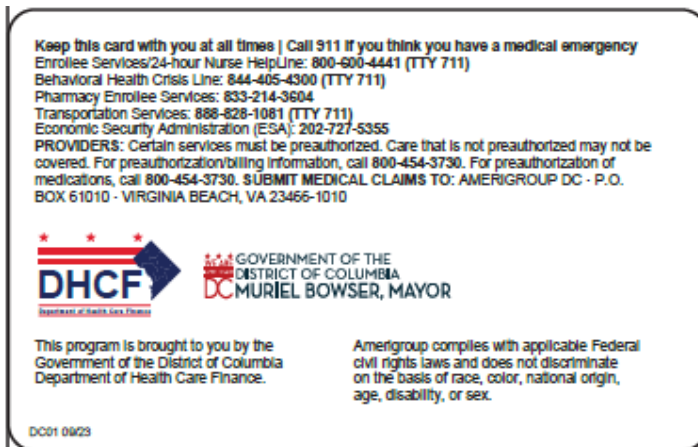 Keep this card with you at all times | Call 911 if you think you have a medical emergency
Enrollee Services/24-hour Nurse HelpLine: 800-600-4441 (TTY 711)
Behavioral Health Crisis Line: 844-405-4300 (TTY 711)
Pharmacy Enrollee Services: 833-214-3604
Transportation Services: 888-828-1081 (TTY 711)
Economic Security Administration (ESA): 202-727-5355
PROVIDERS: Certain services must be preauthorized. Care that is not preauthorized may not be
covered. For preauthorization/billing information, call 800-454-3730. For preauthorization of
medications, call 800-454-3730. SUBMIT MEDICAL CLAIMS TO: AMERIGROUP DC - P.O.
BOX 61010 - VIRGINIA BEACH, VA 23466-1010
DHCF
Department of Health Care Finance
WE ARE
DC
GOVERNMENT OF THE
DISTRICT OF COLUMBIA
MURIEL BOWSER, MAYOR
This program is brought to you by the
Government of the District of Columbia
Department of Health Care Finance.
Amerigroup complies with applicable Federal
civil rights laws and does not discriminate
on the basis of race, color, national origin,
age, disability, or sex.
DC01 09/23